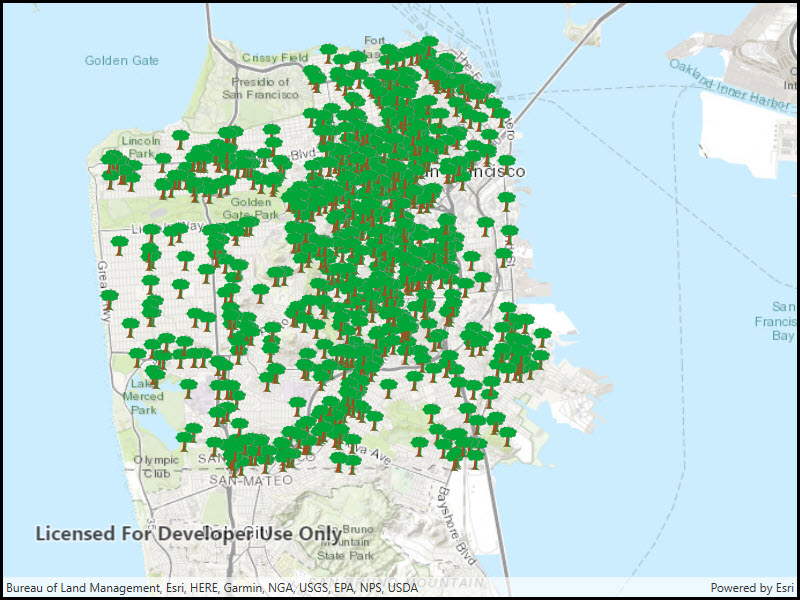 Golden Gate
Crissy Field
Fort
Presidio of
San Francisco
Oakland Inner Harbor
Lincoln
Park
Blvd
Golden
Gate Park
Way
Great Hwy
San
Francisco
Bay
Lake
Merced
Park
Olympic
Club
Ave
SAN-MATEO
Bayshore Blvd
35
San Bruno
Mountain
State Park
MOUNTAIN
Licensed For Developer Use Only
Bureau of Land Management, Esri, HERE, Garmin, NGA, USGS, EPA, NPS, USDA
Powered by Esri